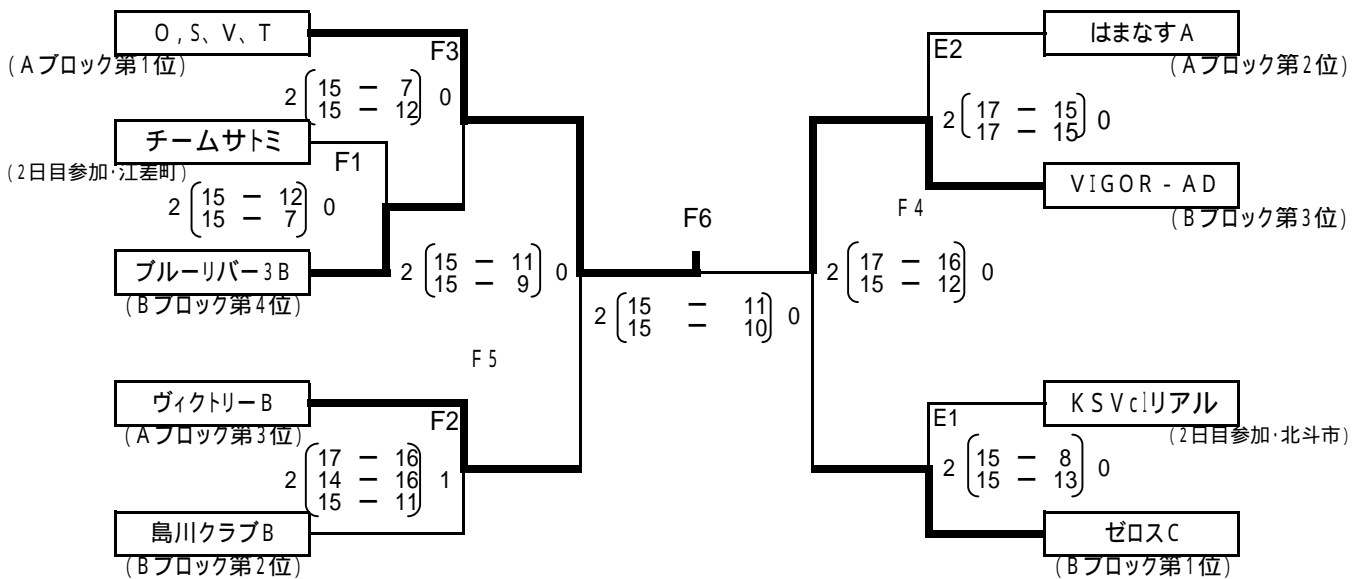 O,S、V、T
(Aブロック第1位)
F3
2 15 － 7 0
15 － 12
チームサトミ
(2日目参加・江差町)
F1
2 15 － 12 0
15 － 7
ブルーリバー3B
(Bブロック第4位)
2 15 － 11 0
15 － 9
F5
ヴィクトリーB
(Aブロック第3位)
F2
2 17 － 16 1
14 － 16
15 － 11
島川クラブB
(Bブロック第2位)
F6
2 15 － 11 0
15 － 10
はまなすA
(Aブロック第2位)
E2
2 17 － 15 0
17 － 15
VIGOR-AD
(Bブロック第3位)
F4
2 17 － 16 0
15 － 12
KSVclリアル
(2日目参加・北斗市)
E1
2 15 － 8 0
15 － 13
ゼロスC
(Bブロック第1位)